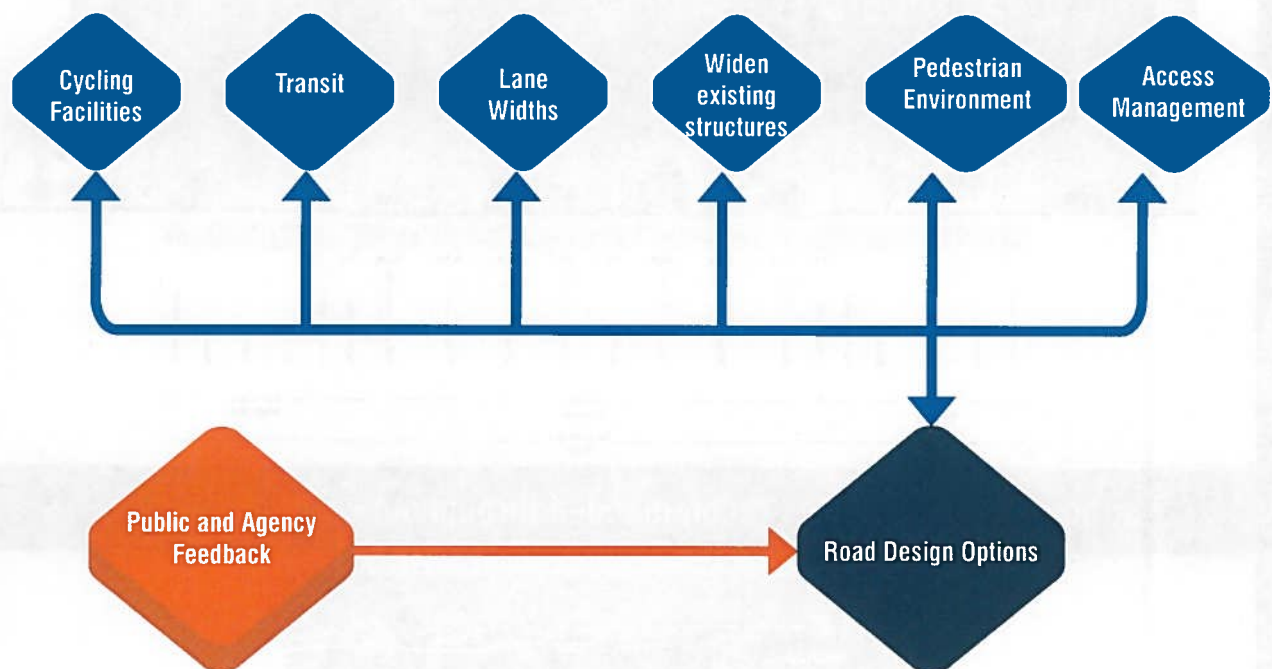 Cycling
Facilities
Transit
Lane
Widths
Widen
existing
structures
Pedestrian
Environment
Access
Management
Public and Agency
Feedback
Road Design Options